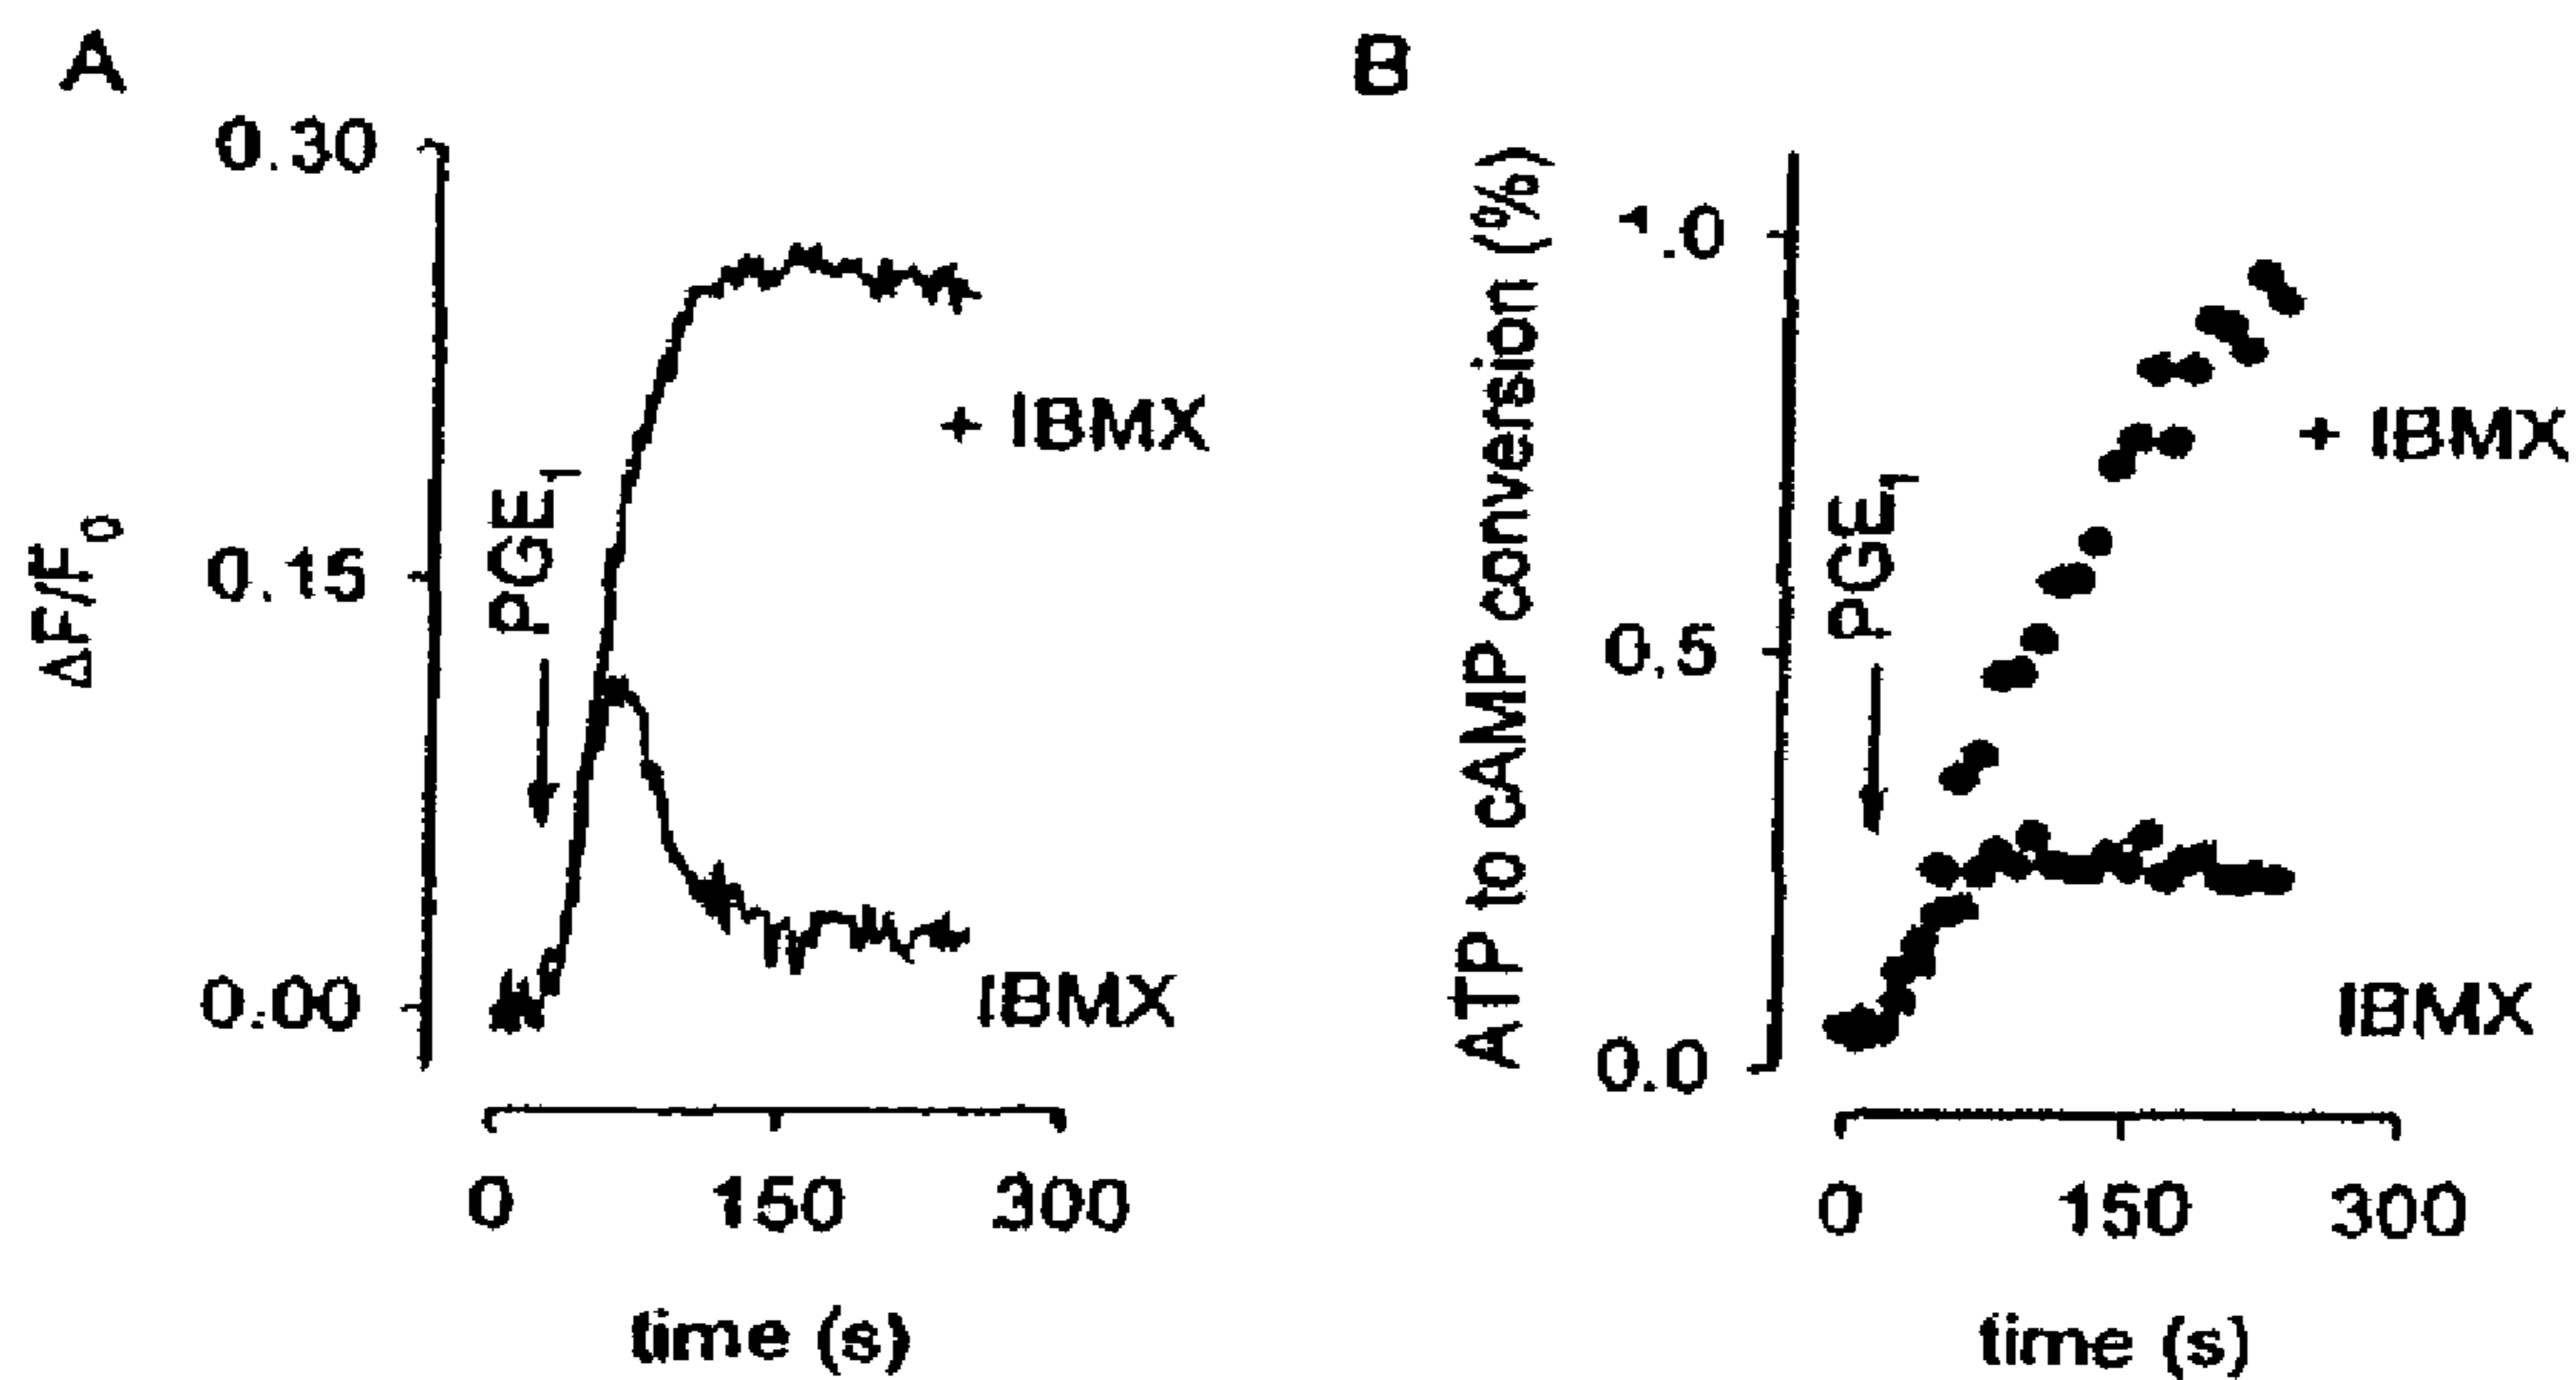 A
0.30
0.15
0.00
ΔF/F0
PGE1
+ IBMX
IBMX
0 150 300
time (s)
B
1.0
0.5
0.0
ATP to cAMP conversion (%)
PGE1
+ IBMX
IBMX
0 150 300
time (s)